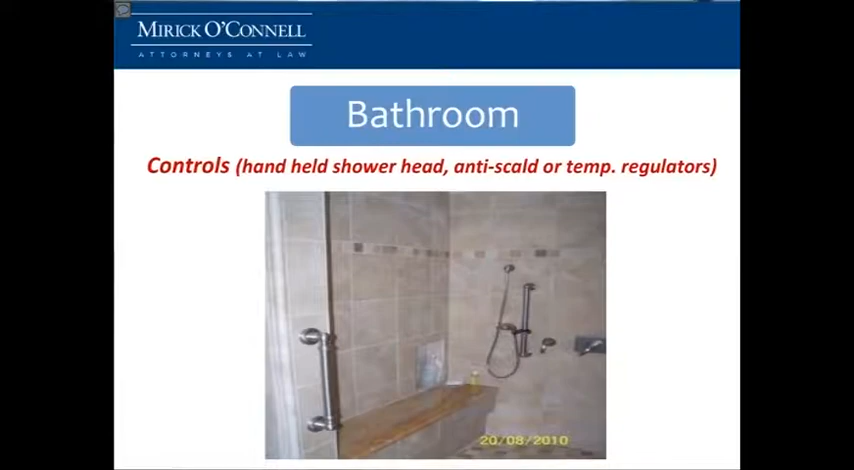 MIRICK O'CONNELL
ATTORNEYS AT LAW
Bathroom
Controls (hand held shower head, anti-scald or temp. regulators)
20/08/2010